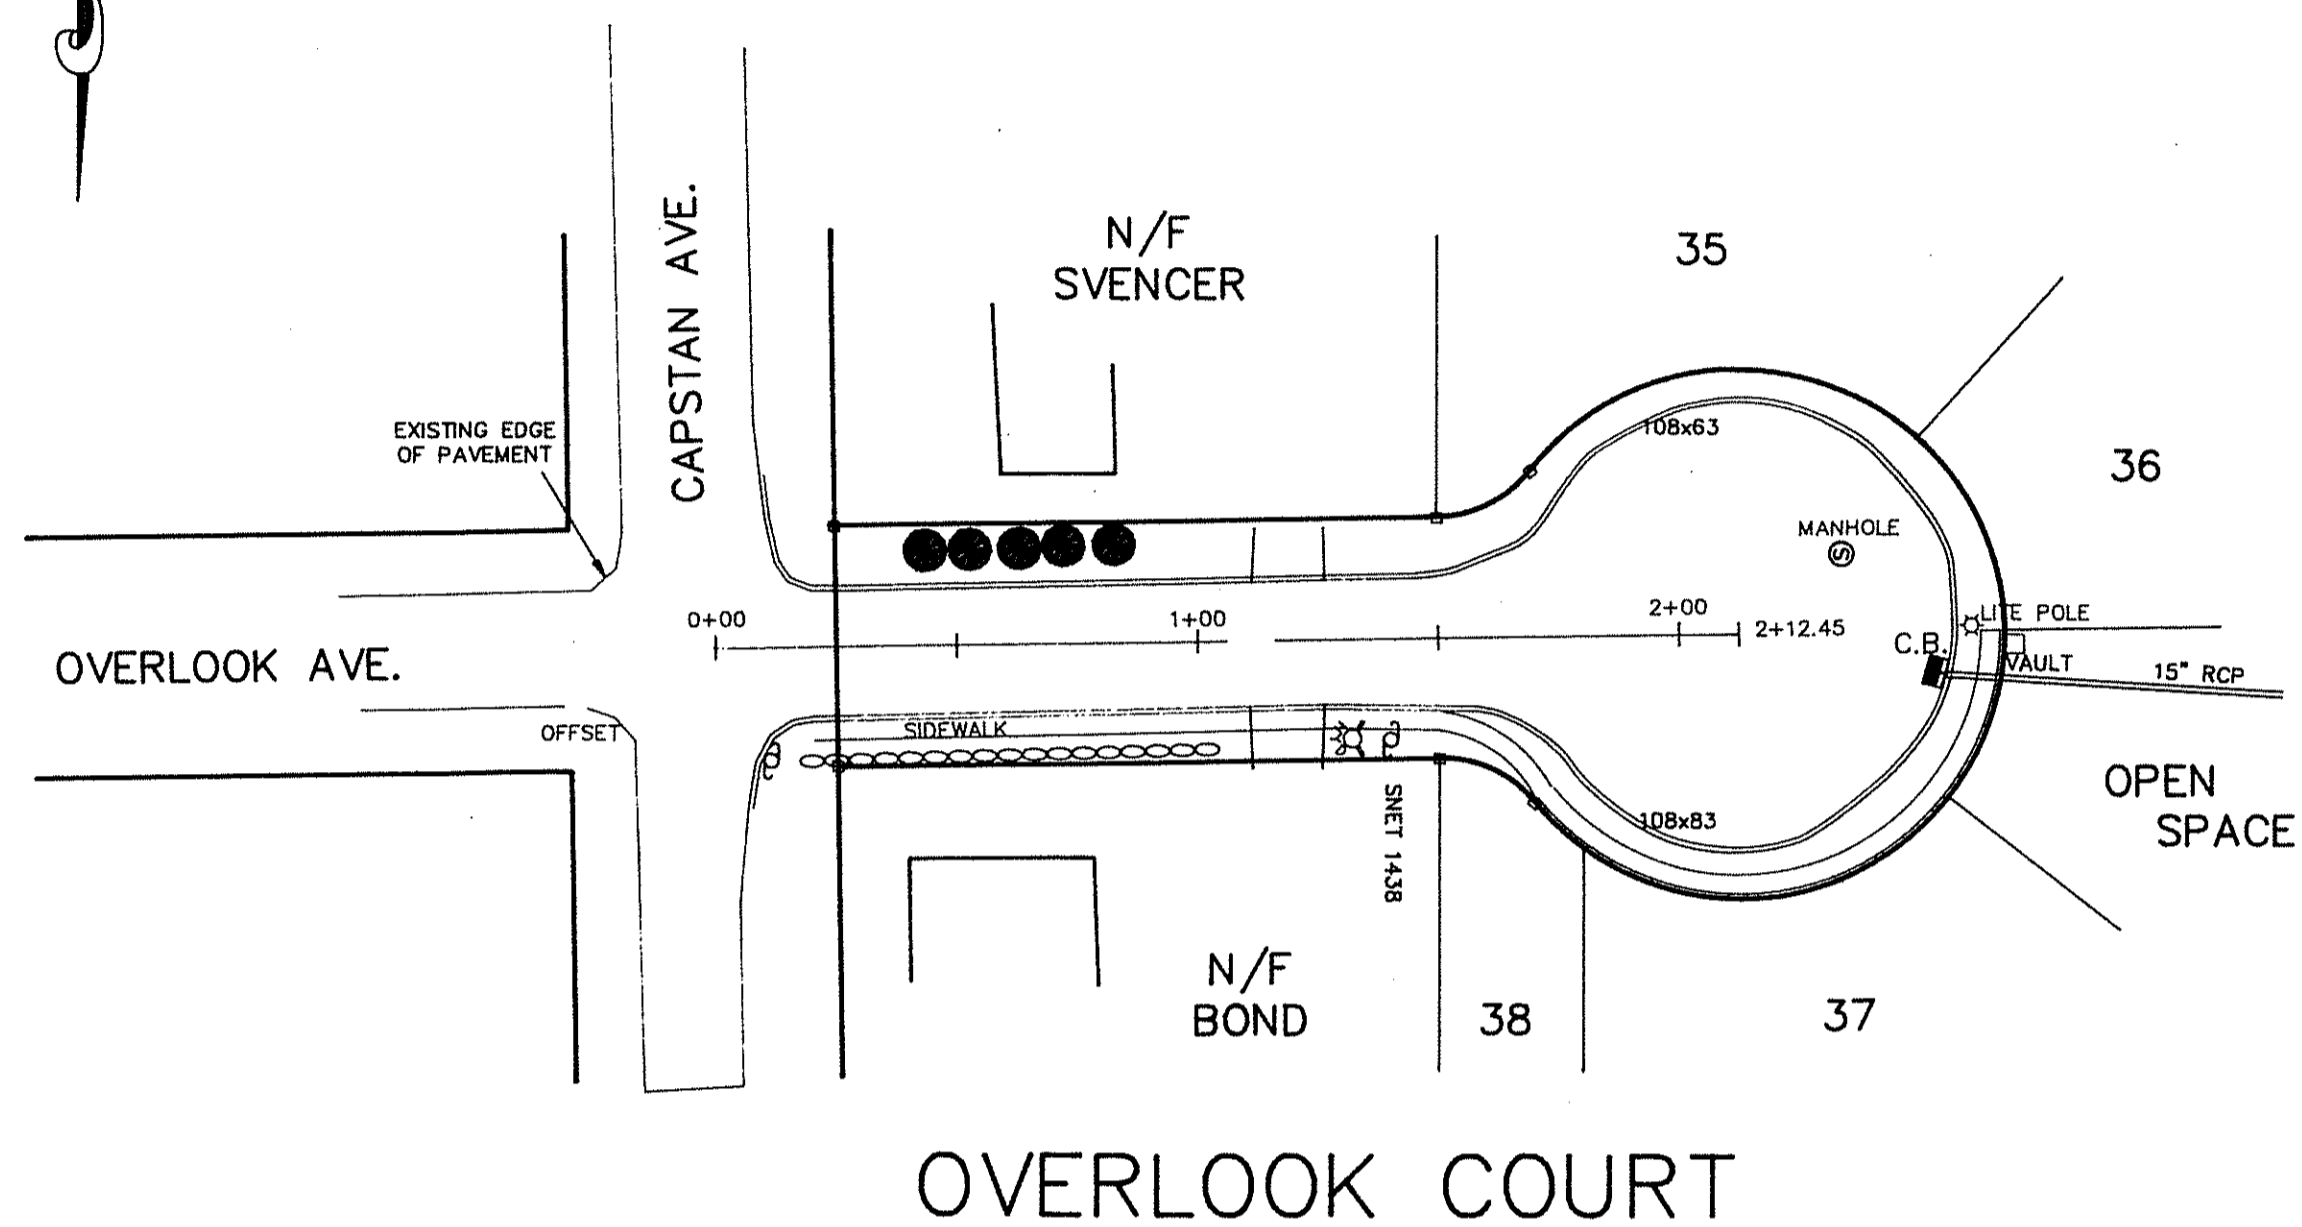 CAPSTAN AVE.
N/F
SVENCER
35
EXISTING EDGE
OF PAVEMENT
108x63
36
MANHOLE
S
0+00
1+00
2+00
2+12.45
LITE POLE
C.B.
VAULT
15" RCP
OVERLOOK AVE.
OFFSET
SIDEWALK
SNET 1438
108x83
OPEN
SPACE
N/F
BOND
38
37
OVERLOOK COURT